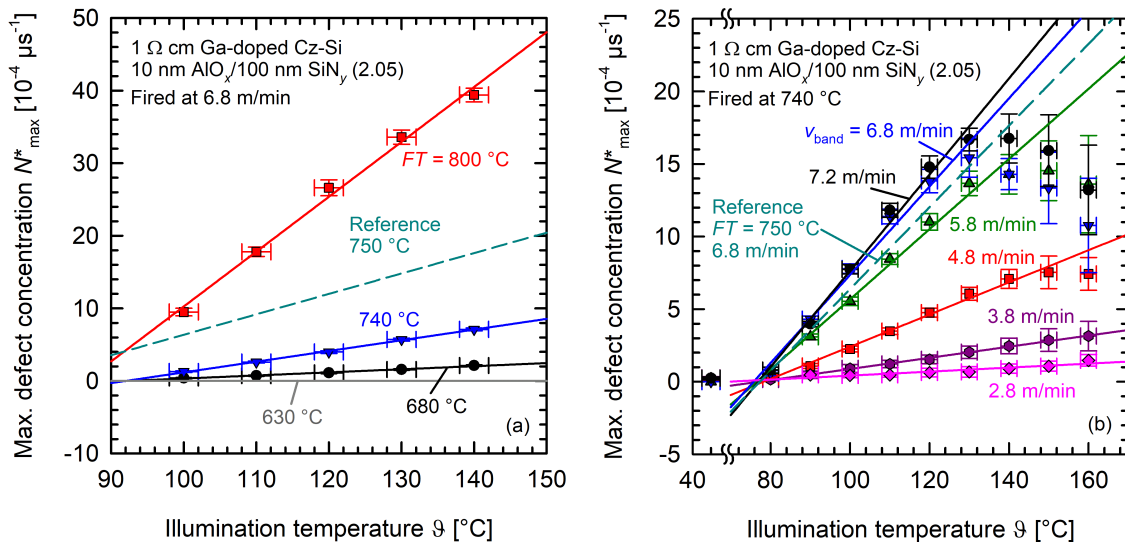 Max. defect concentration N*max [10-4 µs-1]
50
40
30
20
10
0
-10
1 Ω cm Ga-doped Cz-Si
10 nm AlOx/100 nm SiNy (2.05)
Fired at 6.8 m/min
FT = 800 °C
Reference
750 °C
740 °C
630 °C
680 °C
(a)
90 100 110 120 130 140 150
Illumination temperature ϑ [°C]
Max. defect concentration N*max [10-4 µs-1]
25
20
15
10
5
0
-5
1 Ω cm Ga-doped Cz-Si
10 nm AlOx/100 nm SiNy (2.05)
Fired at 740 °C
vband = 6.8 m/min
7.2 m/min
Reference
FT = 750 °C
6.8 m/min
5.8 m/min
4.8 m/min
3.8 m/min
2.8 m/min
(b)
40 80 100 120 140 160
Illumination temperature ϑ [°C]